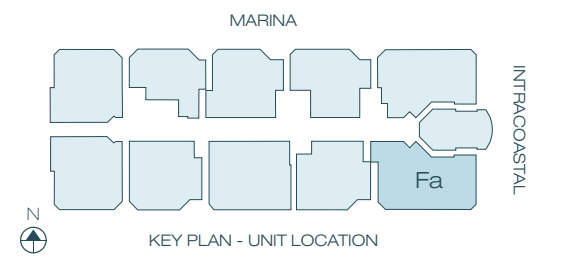 MARINA
INTRACOASTAL
Fa
N
KEY PLAN - UNIT LOCATION